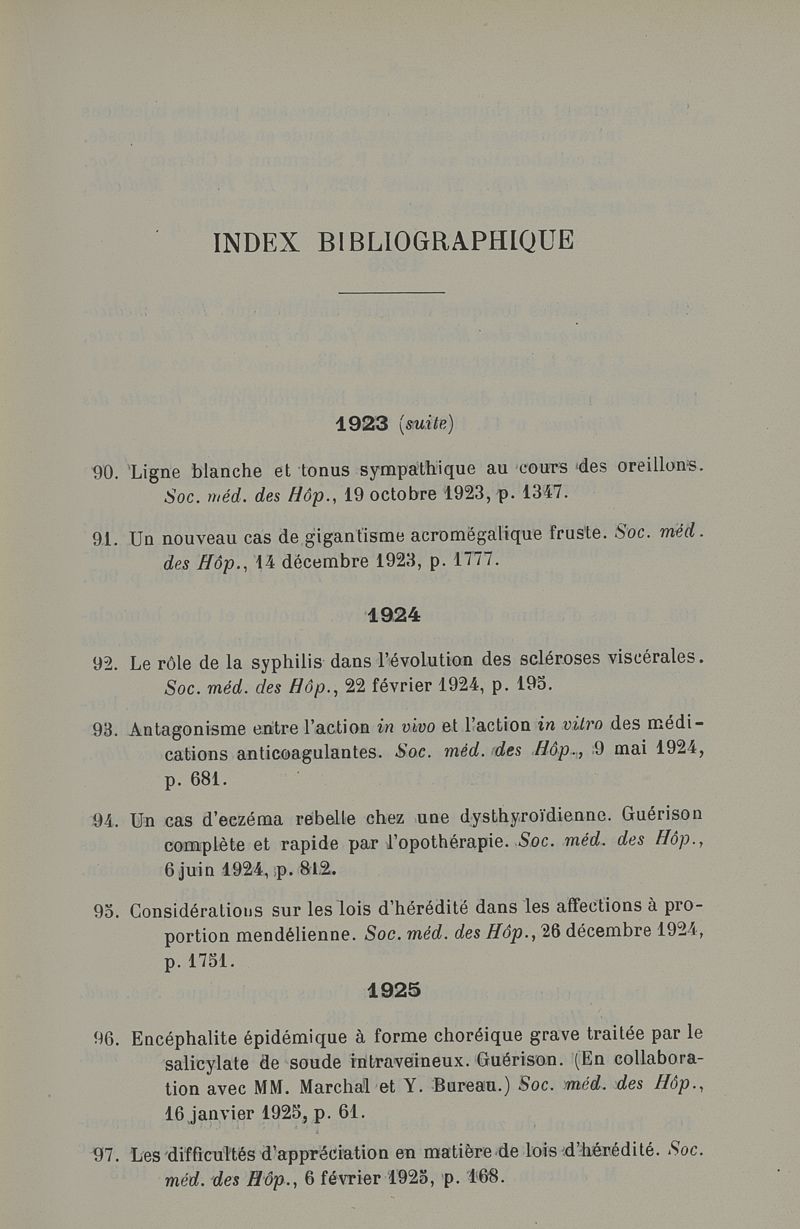 INDEX BIBLIOGRAPHIQUE
1923 (suite)
90. Ligne blanche et tonus sympathique au cours des oreillons.
Soc. méd. des Hôp., 19 octobre 1923, p. 1347.
91. Un nouveau cas de gigantisme acromégalique fruste. Soc. méd.
des Hôp., 14 décembre 1923, p. 1777.
1924
92. Le rôle de la syphilis dans l'évolution des scléroses viscérales.
Soc. méd. des Hôp., 22 février 1924, p. 195.
93. Antagonisme entre l'action in vivo et l'action in vitro des médi-
cations anticoagulantes. Soc. méd. des Hôp., 9 mai 1924,
p. 681.
94. Un cas d'eczéma rebelle chez une dysthyroïdienne. Guérison
complète et rapide par l'opothérapie. Soc. méd. des Hôp.,
6 juin 1924, p. 812.
95. Considérations sur les lois d'hérédité dans les affections à pro-
portion mendélienne. Soc. méd. des Hôp., 26 décembre 1924,
p. 1751.
1925
96. Encéphalite épidémique à forme choréique grave traitée par le
salicylate de soude intraveineux. Guérison. (En collabora-
tion avec MM. Marchal et Y. Bureau.) Soc. méd. des Hôp.,
16 janvier 1925, p. 61.
97. Les difficultés d'appréciation en matière de lois d'hérédité. Soc.
méd. des Hôp., 6 février 1925, p. 168.